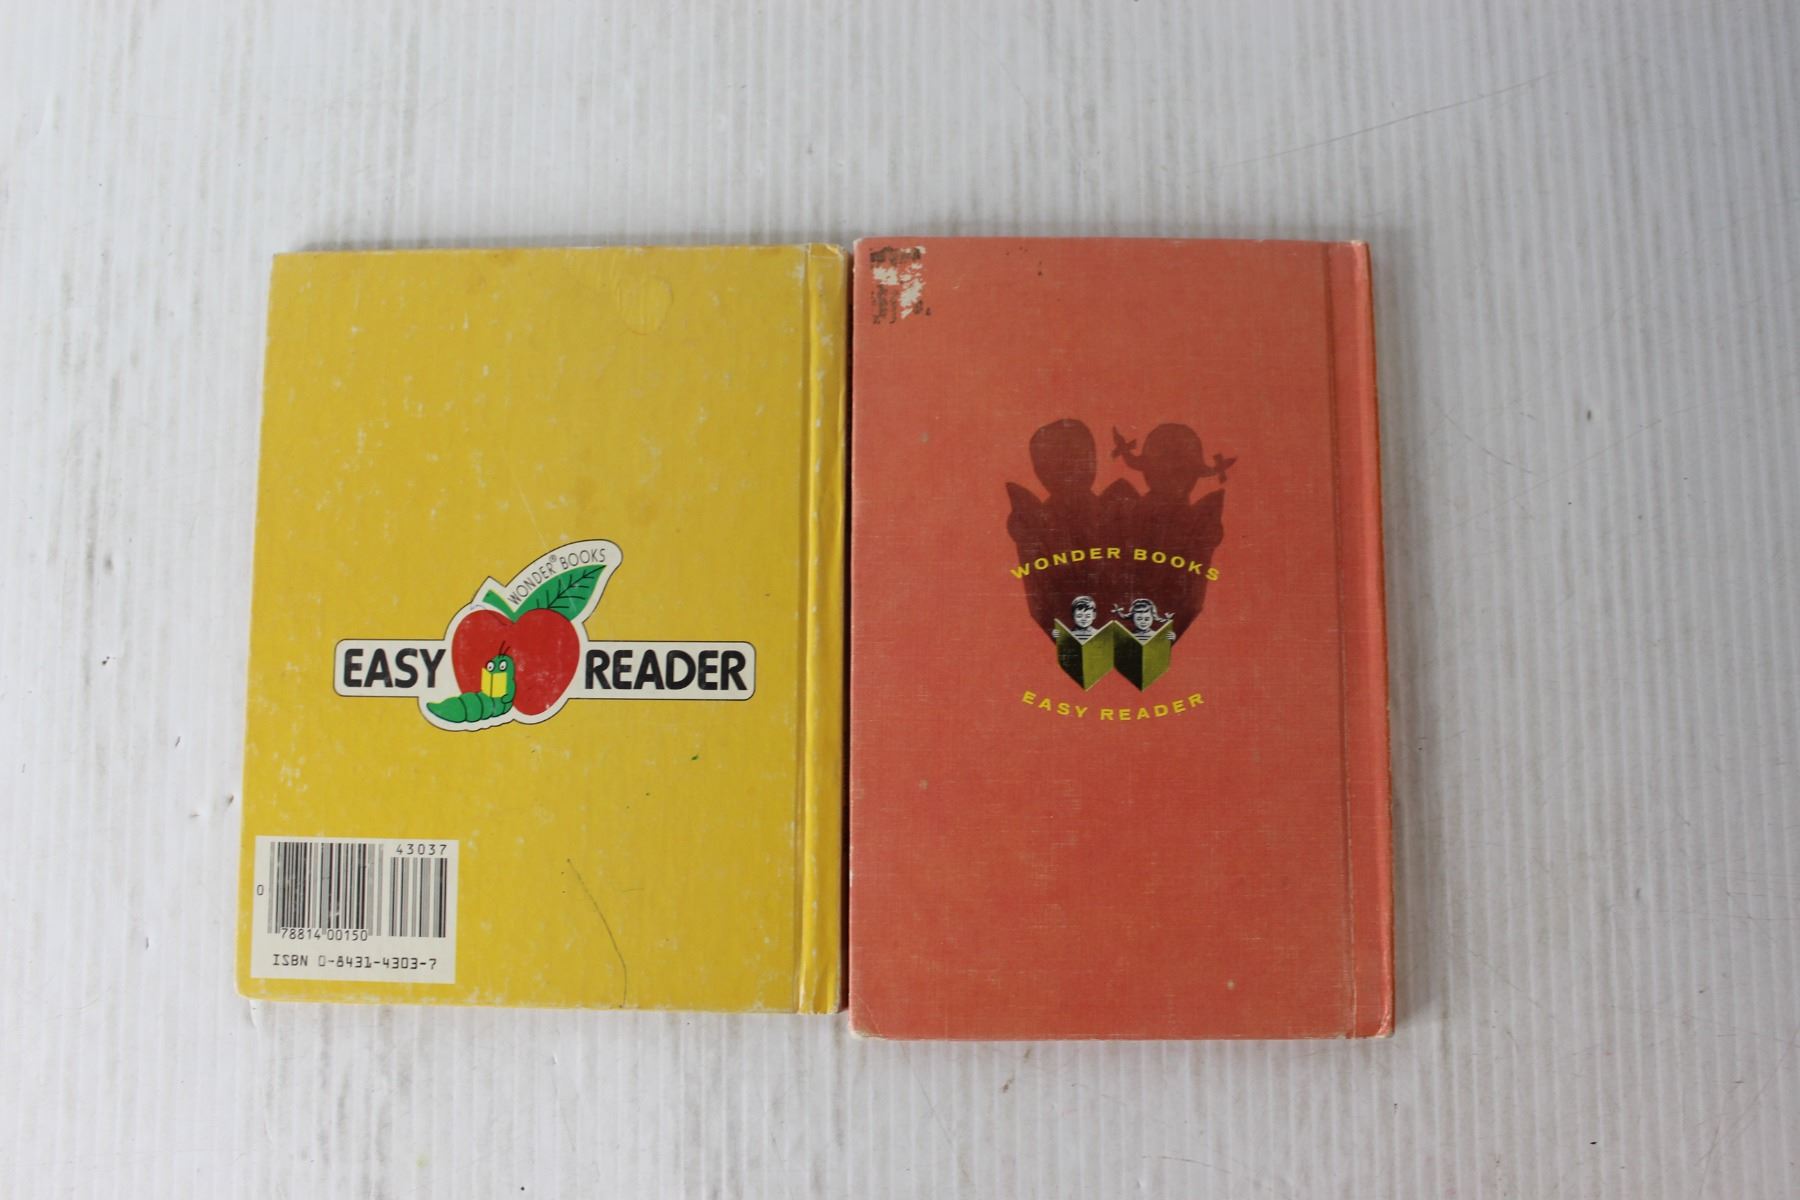 WONDER® BOOKS
EASY READER
43037
0
78814 00150
ISBN 0-8431-4303-7
WONDER BOOKS
EASY READER